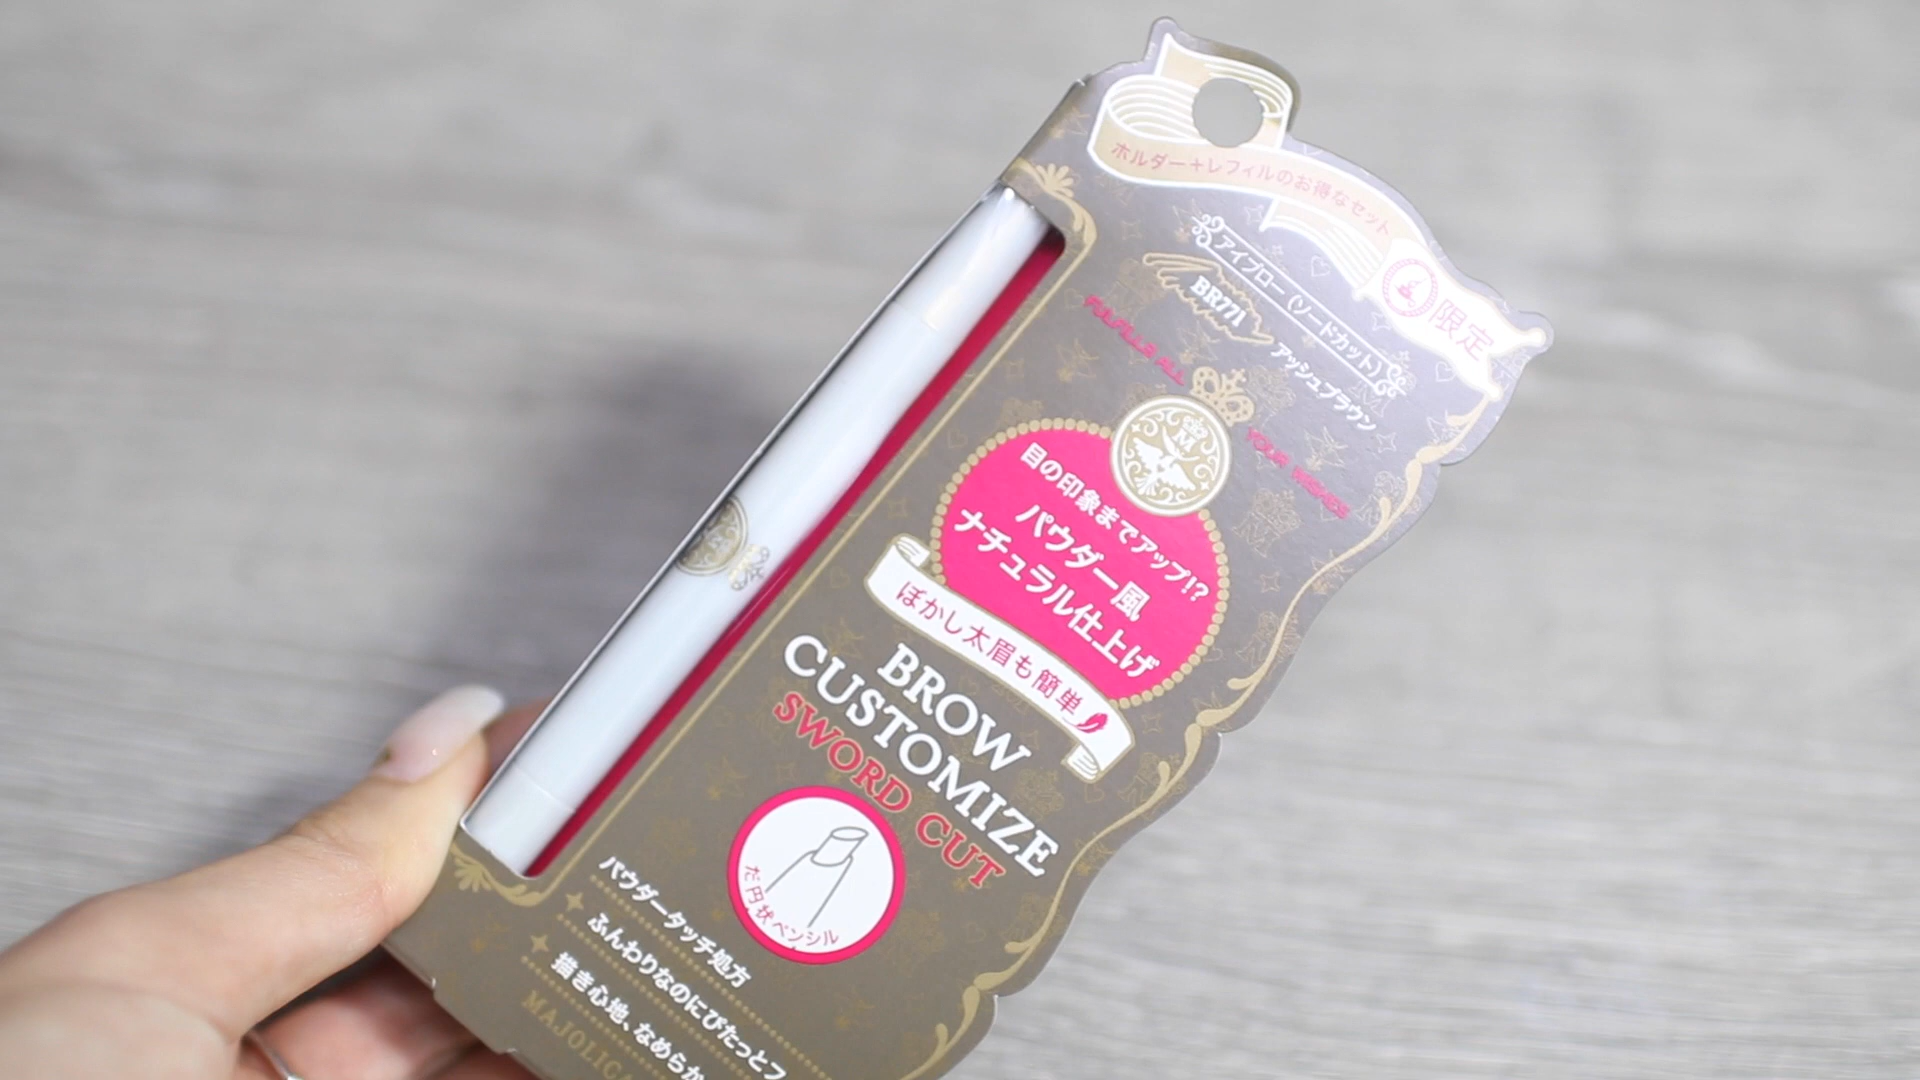 ホルダー+レフィルのお得なセット
限定
アイブロー (ソードカット)
BR771
アッシュブラウン
FULFILLS ALL
YOUR WISHES
M
目の印象までアップ!?
パウダー風
ナチュラル仕上げ
ぼかし太眉も簡単
BROW
CUSTOMIZE
SWORD CUT
だ円状ペンシル
パウダータッチ処方
ふんわりなのにぴたっとフ
描き心地、なめらか
MAJOLICA